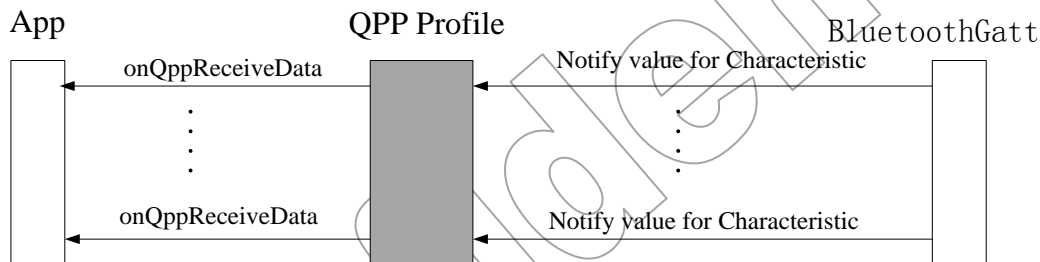 App
QPP Profile
BluetoothGatt
onQppReceiveData
Notify value for Characteristic
onQppReceiveData
Notify value for Characteristic